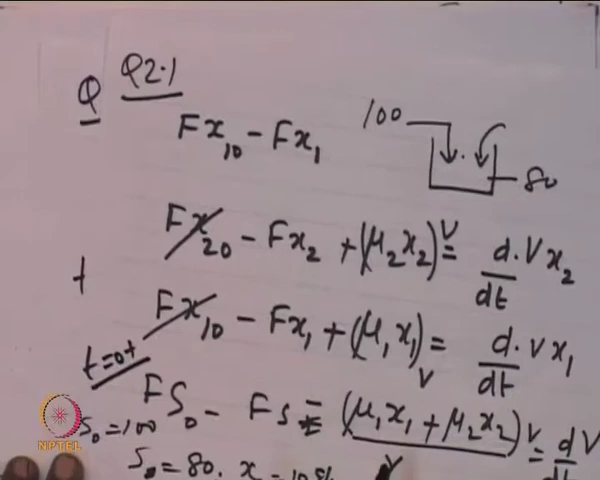 Q Q2.1
Fx₁₀ - Fx₁
100
80
Fx₂₀ - Fx₂ + (μ₂x₂)V = d/dt . Vx₂
Fx₁₀ - Fx₁ + (μ₁x₁)V = d/dt . Vx₁
t=0+
FS₀ - Fs - (μ₁x₁ + μ₂x₂)V = dV/dt
S₀=100
S₀=80.
NPTEL